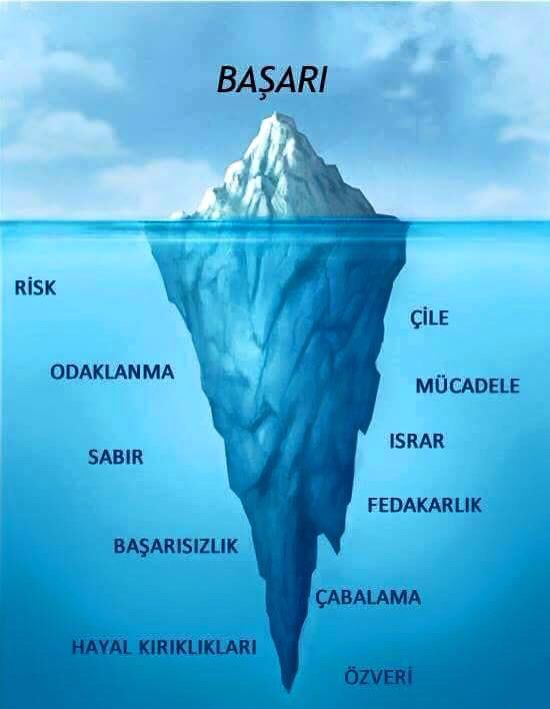 BAŞARI
RİSK
ÇİLE
ODAKLANMA
MÜCADELE
ISRAR
SABIR
FEDAKARLIK
BAŞARISIZLIK
ÇABALAMA
HAYAL KIRIKLIKLARI
ÖZVERİ